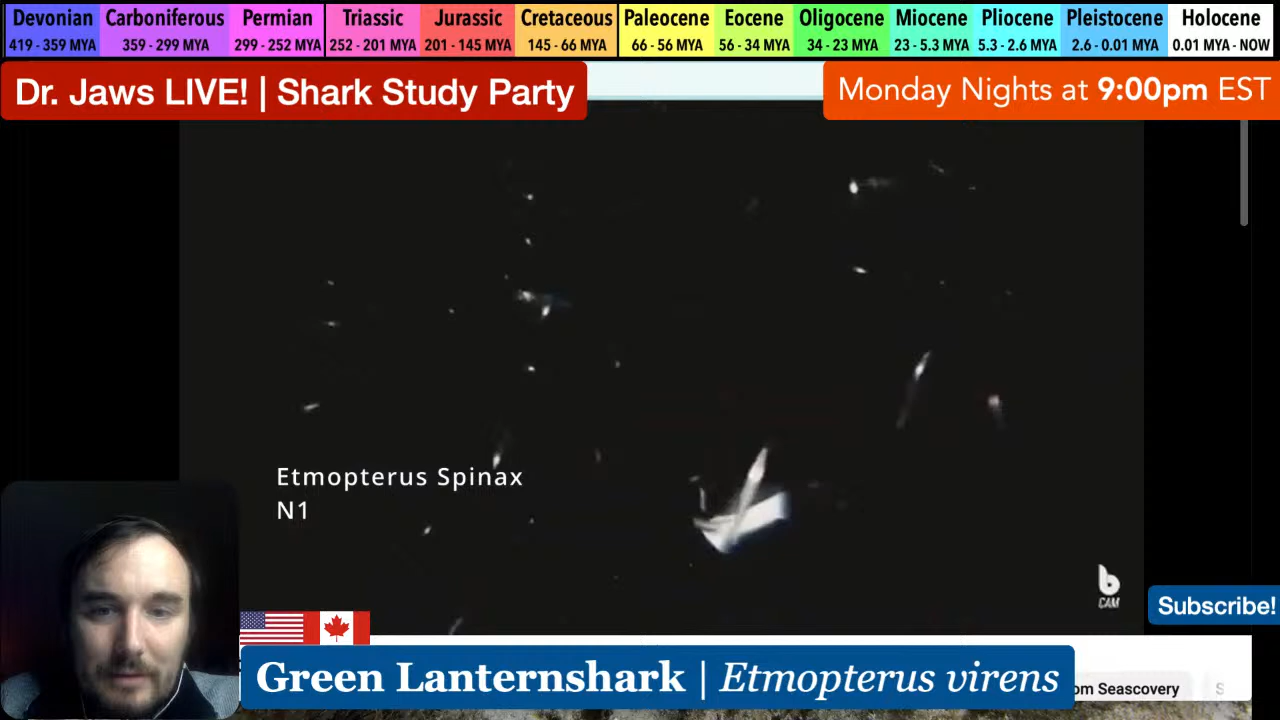 Devonian Carboniferous Permian Triassic Jurassic Cretaceous Paleocene Eocene Oligocene Miocene Pliocene Pleistocene Holocene
419 - 359 MYA 359 - 299 MYA 299 - 252 MYA 252 - 201 MYA 201 - 145 MYA 145 - 66 MYA 66 - 56 MYA 56 - 34 MYA 34 - 23 MYA 23 - 5.3 MYA 5.3 - 2.6 MYA 2.6 - 0.01 MYA 0.01 MYA - NOW
Dr. Jaws LIVE! | Shark Study Party
Monday Nights at 9:00pm EST
Etmopterus Spinax
N1
b
CAM
Subscribe!
Green Lanternshark | Etmopterus virens
om Seascovery
S